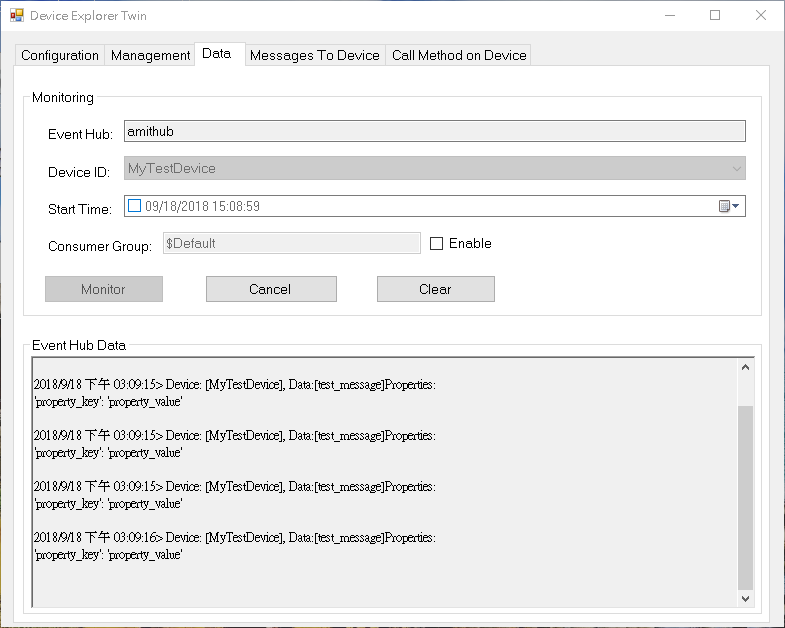 Device Explorer Twin
Configuration Management Data Messages To Device Call Method on Device
Monitoring
Event Hub: amithub
Device ID: MyTestDevice
Start Time: 09/18/2018 15:08:59
Consumer Group: $Default Enable
Monitor Cancel Clear
Event Hub Data
2018/9/18 下午 03:09:15> Device: [MyTestDevice], Data:[test_message]Properties:
'property_key': 'property_value'
2018/9/18 下午 03:09:15> Device: [MyTestDevice], Data:[test_message]Properties:
'property_key': 'property_value'
2018/9/18 下午 03:09:15> Device: [MyTestDevice], Data:[test_message]Properties:
'property_key': 'property_value'
2018/9/18 下午 03:09:16> Device: [MyTestDevice], Data:[test_message]Properties:
'property_key': 'property_value'